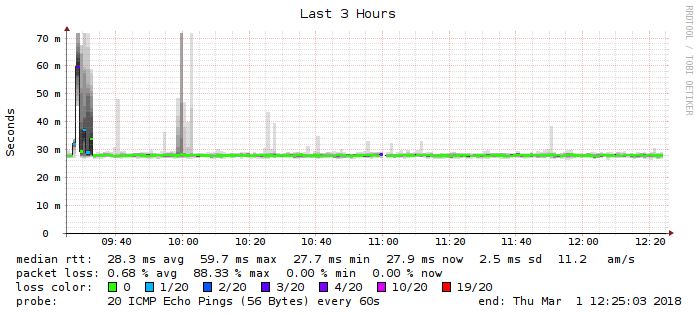 Last 3 Hours
RRDTOOL / TOBI OETIKER
Seconds
70 m
60 m
50 m
40 m
30 m
20 m
10 m
0
09:40 10:00 10:20 10:40 11:00 11:20 11:40 12:00 12:20
median rtt: 28.3 ms avg 59.7 ms max 27.7 ms min 27.9 ms now 2.5 ms sd 11.2 am/s
packet loss: 0.68 % avg 88.33 % max 0.00 % min 0.00 % now
loss color: 0 1/20 2/20 3/20 4/20 10/20 19/20
probe: 20 ICMP Echo Pings (56 Bytes) every 60s end: Thu Mar 1 12:25:03 2018